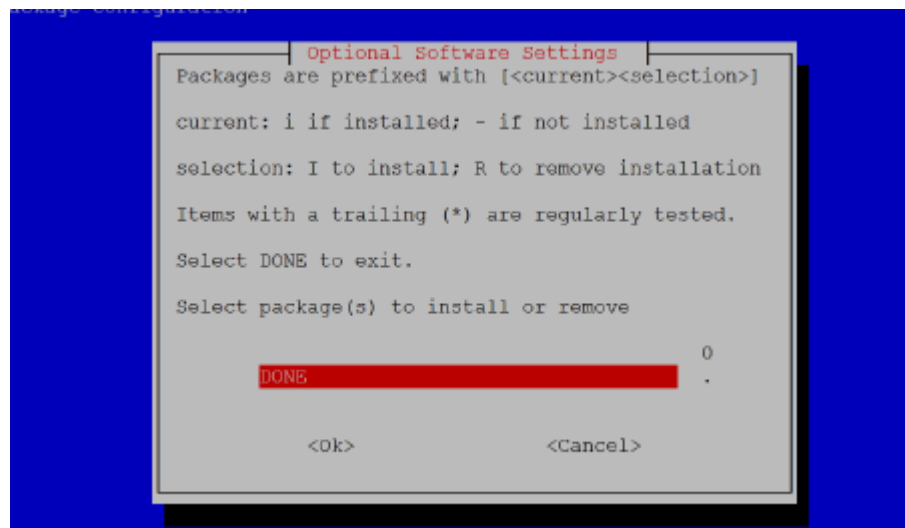 Package Configuration
Optional Software Settings
Packages are prefixed with [<current><selection>]
current: i if installed; - if not installed
selection: I to install; R to remove installation
Items with a trailing (*) are regularly tested.
Select DONE to exit.
Select package(s) to install or remove
0
DONE .
<Ok> <Cancel>